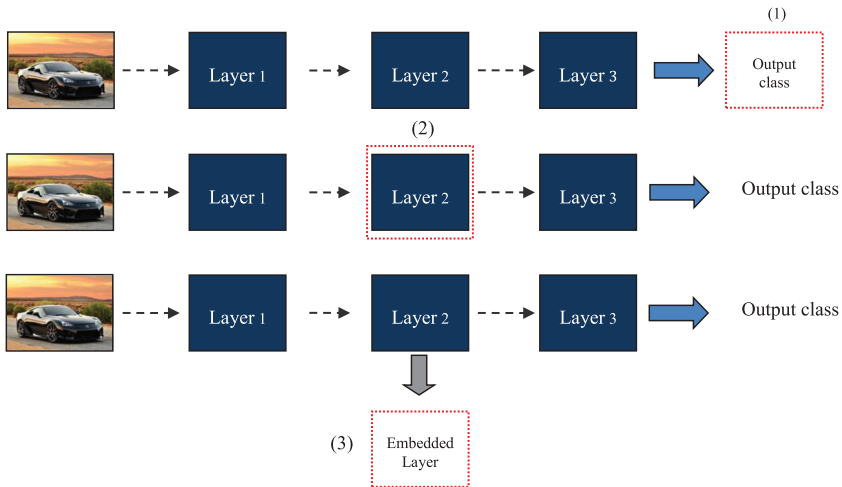 (1)
Layer 1
Layer 2
Layer 3
Output
class
(2)
Layer 1
Layer 2
Layer 3
Output class
Layer 1
Layer 2
Layer 3
Output class
(3)
Embedded
Layer